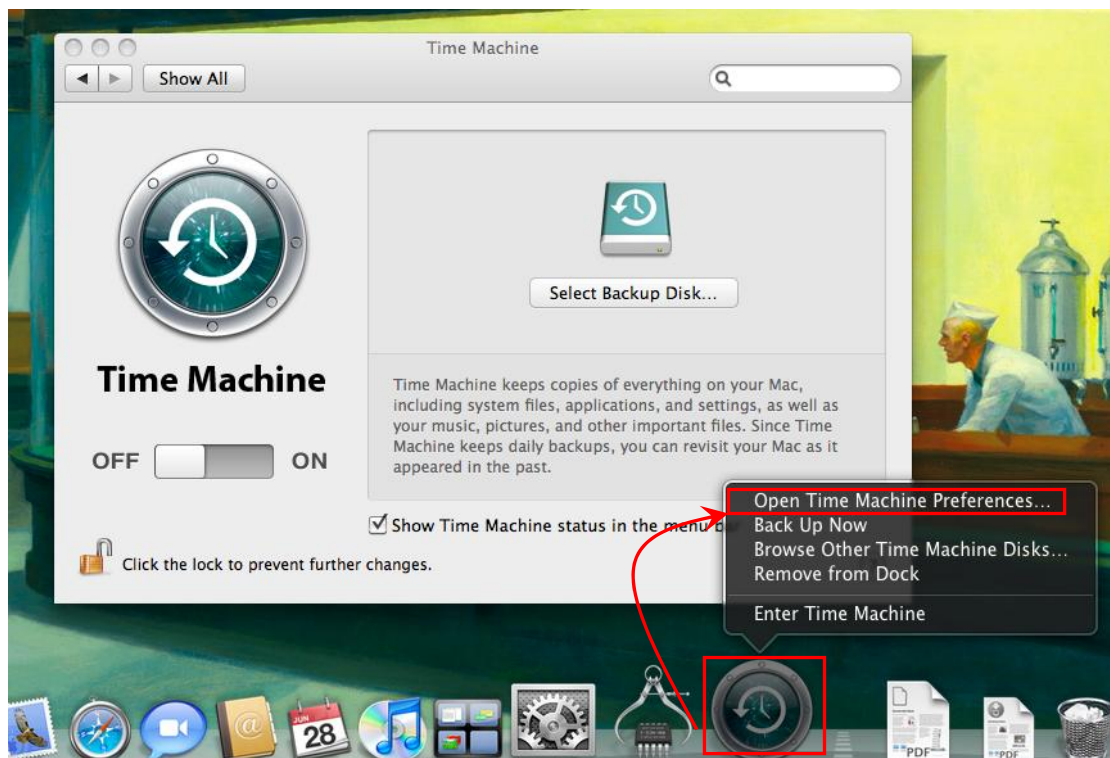 Time Machine
Show All
Select Backup Disk...
Time Machine
Time Machine keeps copies of everything on your Mac,
including system files, applications, and settings, as well as
your music, pictures, and other important files. Since Time
Machine keeps daily backups, you can revisit your Mac as it
appeared in the past.
OFF
ON
Show Time Machine status in the menu bar
Click the lock to prevent further changes.
Open Time Machine Preferences...
Back Up Now
Browse Other Time Machine Disks...
Remove from Dock
Enter Time Machine
@
JUN
28
PDF
PDF